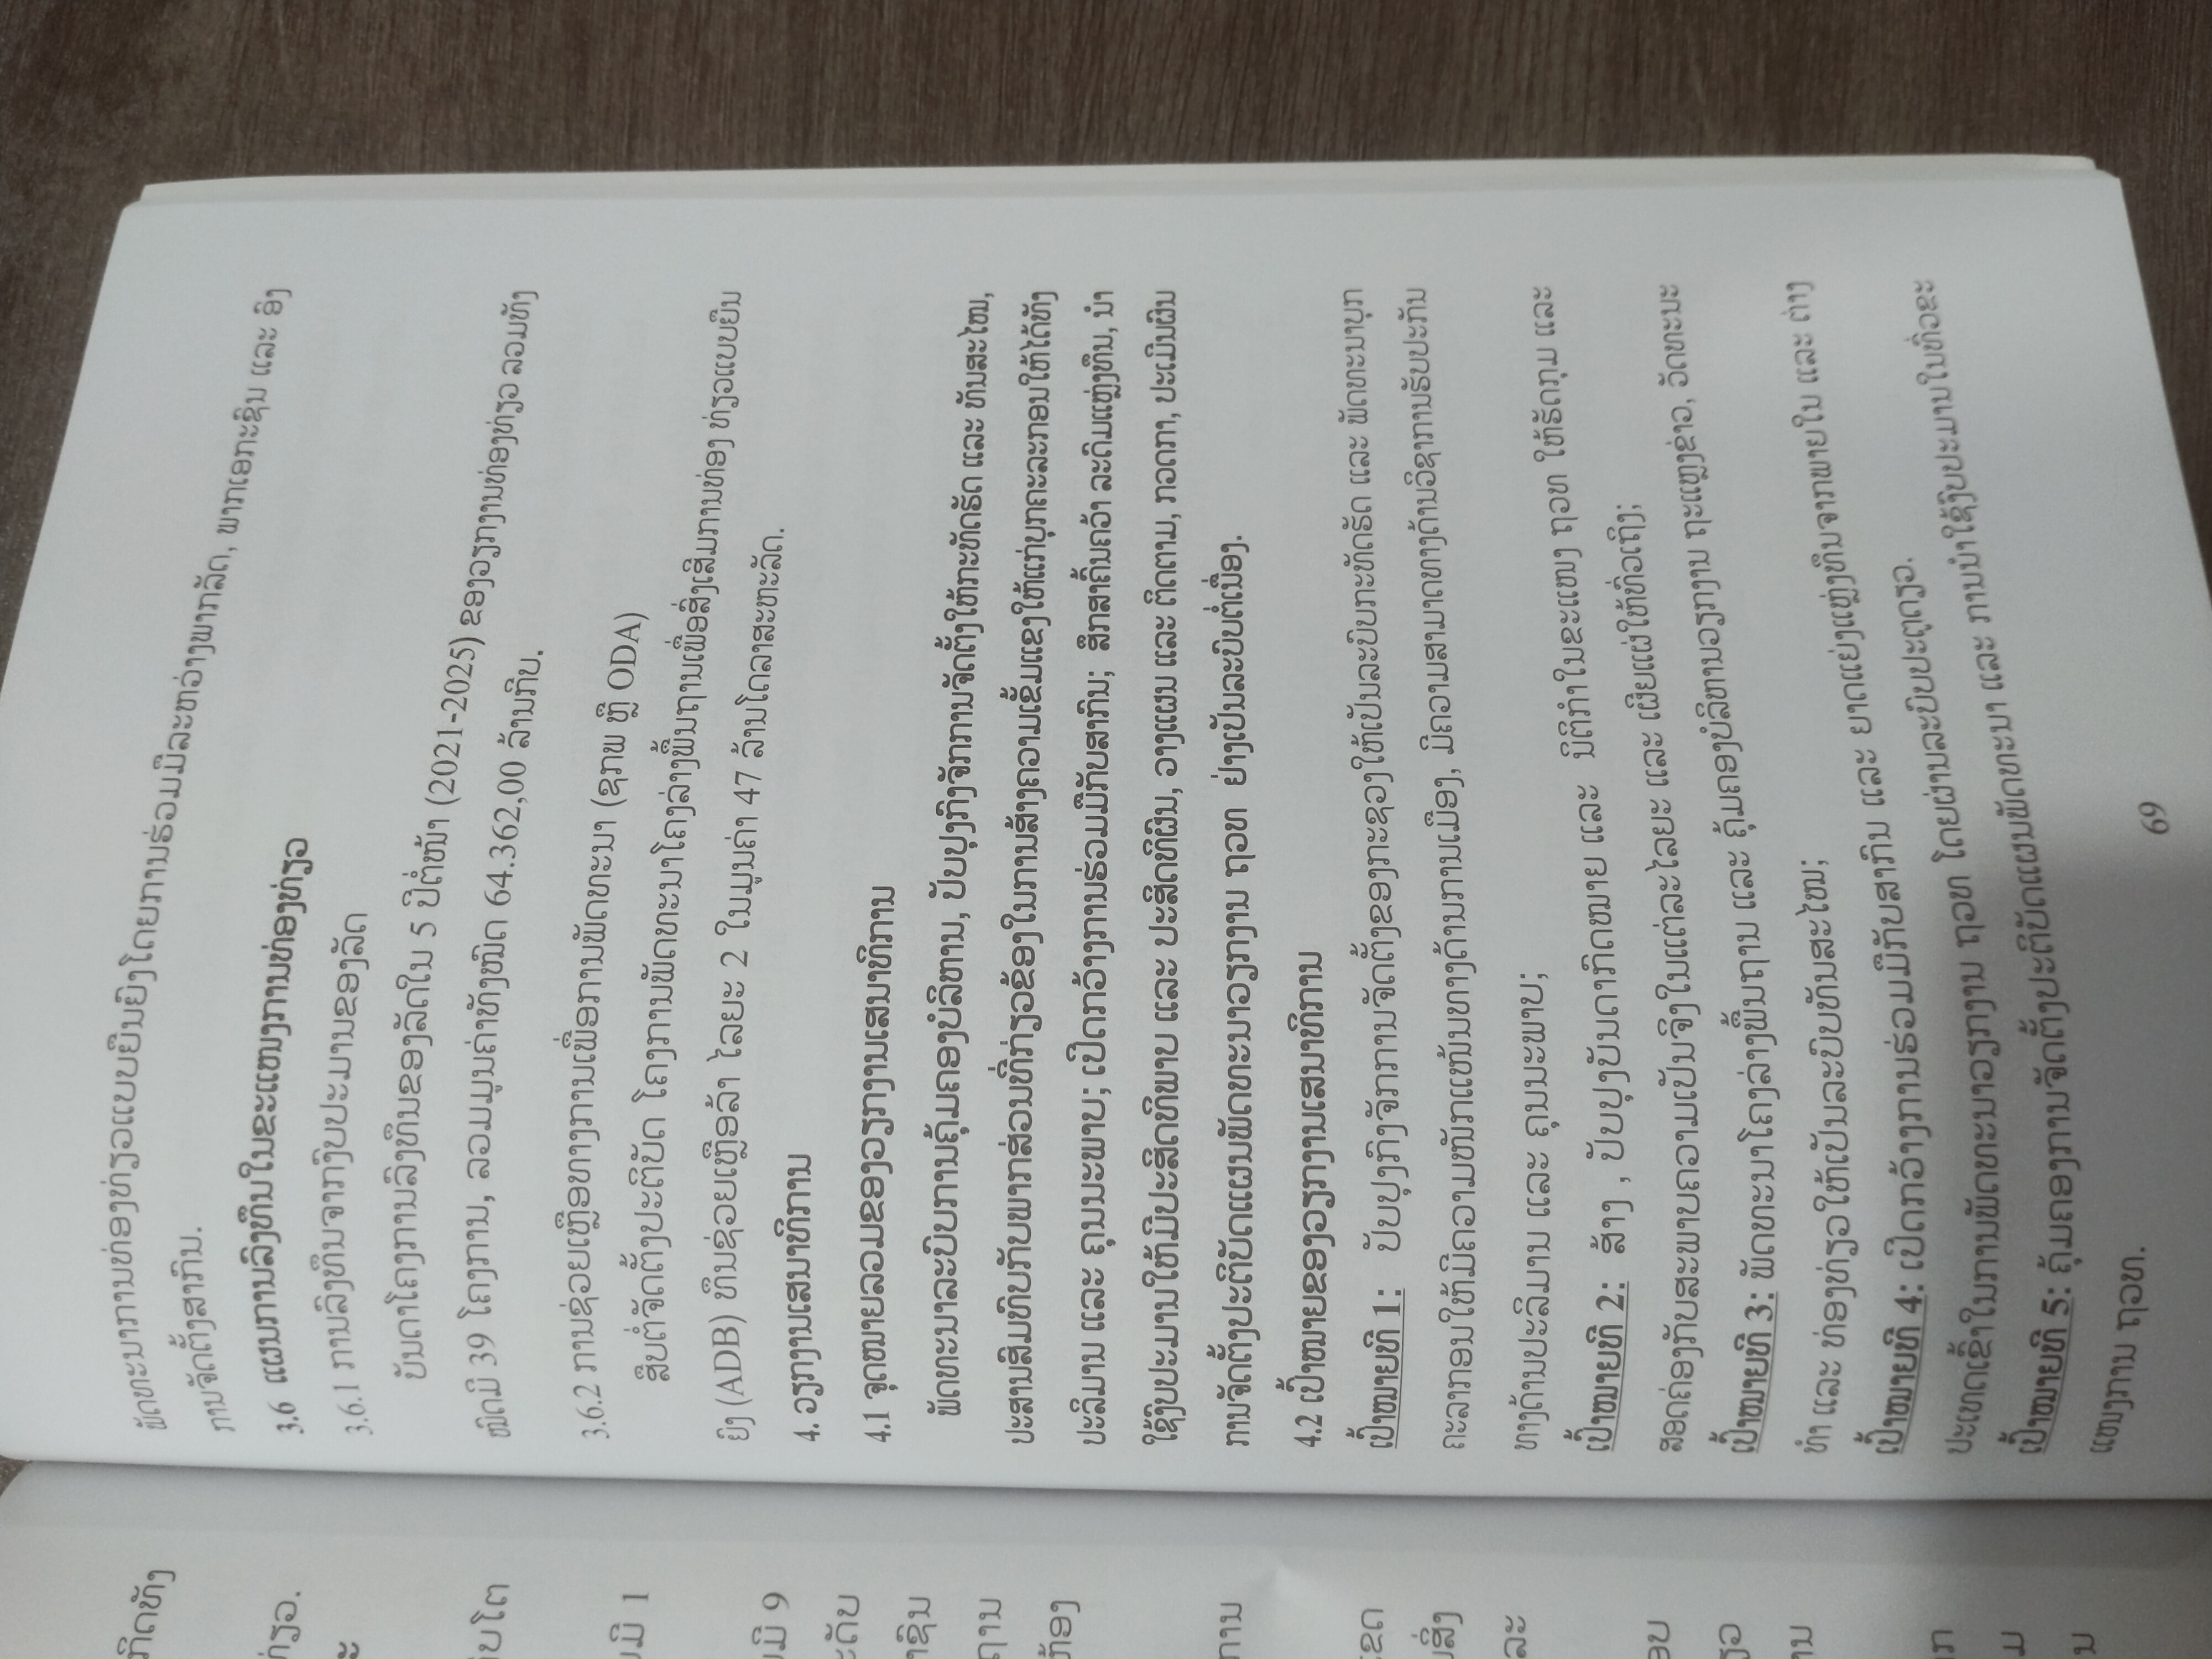 ພັດທະນາການທ່ອງທ່ຽວແບບຍືນຍົງໂດຍການຮ່ວມມືລະຫວ່າງພາກລັດ, ພາກເອກະຊົນ ແລະ ອົງ
ການຈັດຕັ້ງສາກົນ.
3.6 ແຜນການລົງທຶນໃນຂະແໜງການທ່ອງທ່ຽວ
3.6.1 ການລົງທຶນຈາກງົບປະມານຂອງລັດ
ບັນດາໂຄງການລົງທຶນຂອງລັດໃນ 5 ປີຕໍ່ໜ້າ (2021-2025) ຂອງວຽກງານທ່ອງທ່ຽວ ລວມທັງ
ໝົດມີ 39 ໂຄງການ, ລວມມູນຄ່າທັງໝົດ 64.362,00 ລ້ານກີບ.
3.6.2 ການຊ່ວຍເຫຼືອທາງການເພື່ອການພັດທະນາ (ຊກພ ຫຼື ODA)
ສືບຕໍ່ຈັດຕັ້ງປະຕິບັດ ໂຄງການພັດທະນາໂຄງລ່າງພື້ນຖານເພື່ອສົ່ງເສີມການທ່ອງ ທ່ຽວແບບຍືນ
ຍົງ (ADB) ທຶນຊ່ວຍເຫຼືອລ້າ ໄລຍະ 2 ໃນມູນຄ່າ 47 ລ້ານໂດລາສະຫະລັດ.
4. ວຽກງານເສນາທິການ
4.1 ຈຸດໝາຍລວມຂອງວຽກງານເສນາທິການ
ພັດທະນາລະບົບການຄຸ້ມຄອງບໍລິຫານ, ປັບປຸງກົງຈັກການຈັດຕັ້ງໃຫ້ກະທັດຮັດ ແລະ ທັນສະໄໝ,
ປະສານສົມທົບກັບພາກສ່ວນທີ່ກ່ຽວຂ້ອງໃນການສ້າງຄວາມເຂັ້ມແຂງໃຫ້ແກ່ບຸກຄະລະກອນໃຫ້ໄດ້ທັງ
ປະລິມານ ແລະ ຄຸນນະພາບ; ເປີດກວ້າງການຮ່ວມມືກັບສາກົນ; ສຶກສາຄົ້ນຄວ້າ ລະດົມແຫຼ່ງທຶນ, ນຳ
ໃຊ້ງົບປະມານໃຫ້ມີປະສິດທິພາບ ແລະ ປະສິດທິຜົນ, ວາງແຜນ ແລະ ຕິດຕາມ, ກວດກາ, ປະເມີນຜົນ
ການຈັດຕັ້ງປະຕິບັດແຜນພັດທະນາວຽກງານ ຖວທ ຢ່າງເປັນລະບົບຕໍ່ເນື່ອງ.
4.2 ເປົ້າໝາຍຂອງວຽກງານເສນາທິການ
ເປົ້າໝາຍທີ 1: ປັບປຸງກົງຈັກການຈັດຕັ້ງຂອງກະຊວງໃຫ້ເປັນລະບົບກະທັດຮັດ ແລະ ພັດທະນາບຸກ
ຄະລາກອນໃຫ້ມີຄວາມໜັກແໜ້ນທາງດ້ານການເມືອງ, ມີຄວາມສາມາດທາງດ້ານວິຊາການຮັບປະກັນ
ທາງດ້ານປະລິມານ ແລະ ຄຸນນະພາບ;
ເປົ້າໝາຍທີ 2: ສ້າງ , ປັບປຸງບັນດາກົດໝາຍ ແລະ ນິຕິກຳໃນຂະແໜງ ຖວທ ໃຫ້ຮັດກຸມ ແລະ
ສອດຄ່ອງກັບສະພາບຄວາມເປັນຈິງໃນແຕ່ລະໄລຍະ ແລະ ເຜີຍແຜ່ໃຫ້ທົ່ວເຖິງ;
ເປົ້າໝາຍທີ 3: ພັດທະນາໂຄງລ່າງພື້ນຖານ ແລະ ຄຸ້ມຄອງບໍລິຫານວຽກງານ ຖະແຫຼງຂ່າວ, ວັດທະນະ
ທຳ ແລະ ທ່ອງທ່ຽວໃຫ້ເປັນລະບົບທັນສະໄໝ;
ເປົ້າໝາຍທີ 4: ເປີດກວ້າງການຮ່ວມມືກັບສາກົນ ແລະ ຍາດແຍ່ງແຫຼ່ງທຶນຈາກພາຍໃນ ແລະ ຕ່າງ
ປະເທດເຂົ້າໃນການພັດທະນາວຽກງານ ຖວທ ໂດຍຜ່ານລະບົບປະຕູດຽວ.
ເປົ້າໝາຍທີ 5: ຄຸ້ມຄອງການຈັດຕັ້ງປະຕິບັດແຜນພັດທະນາ ແລະ ການນຳໃຊ້ງົບປະມານໃນທົ່ວຂະ
ແໜງການ ຖວທ.
69